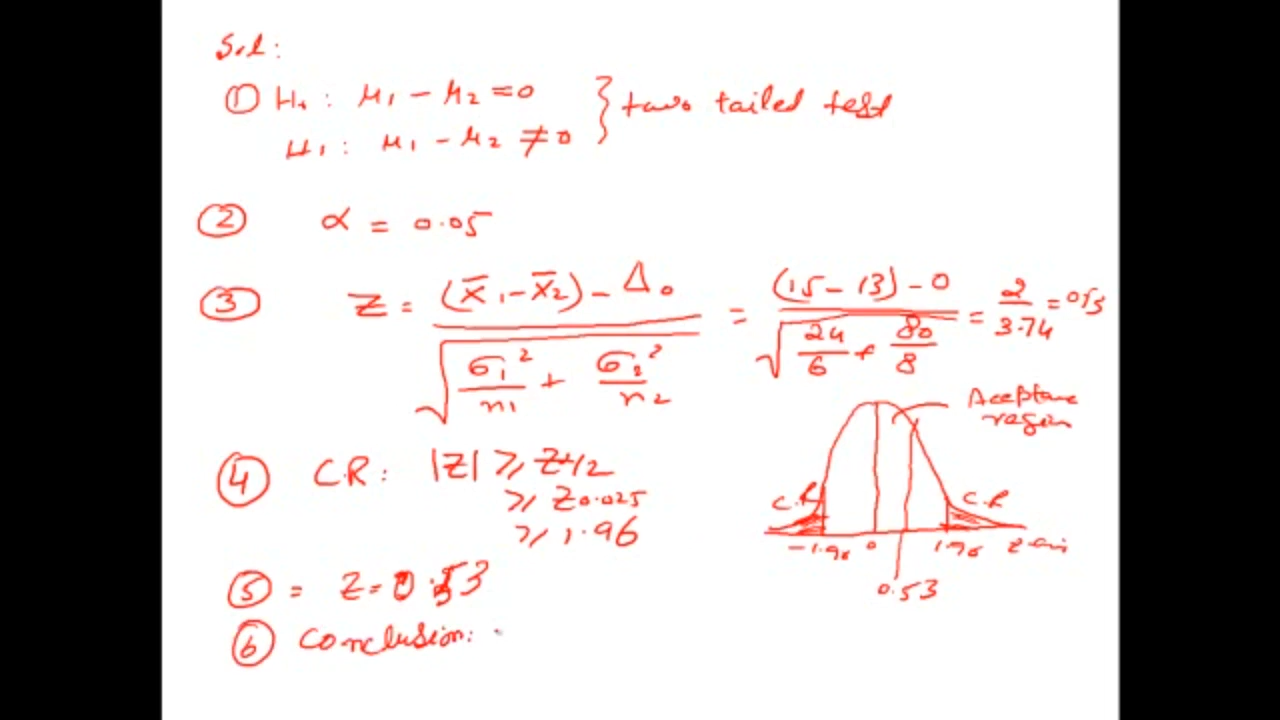 Sol:
① H₀: μ₁ - μ₂ = 0 } two tailed test
H₁: μ₁ - μ₂ ≠ 0
② α = 0.05
③ Z = (x̄₁ - x̄₂) - Δ₀ / √(σ₁²/n₁ + σ₂²/n₂) = (15 - 13) - 0 / √(24/6 + 80/8) = 2/3.74 = 0.53
④ C.R: |Z| ≥ Zα/2
≥ Z0.025
≥ 1.96
Aceptane
region
C.R C.R
-1.96 0 1.96 Z axis
0.53
⑤ = Z = 0.53
⑥ Conclusion: